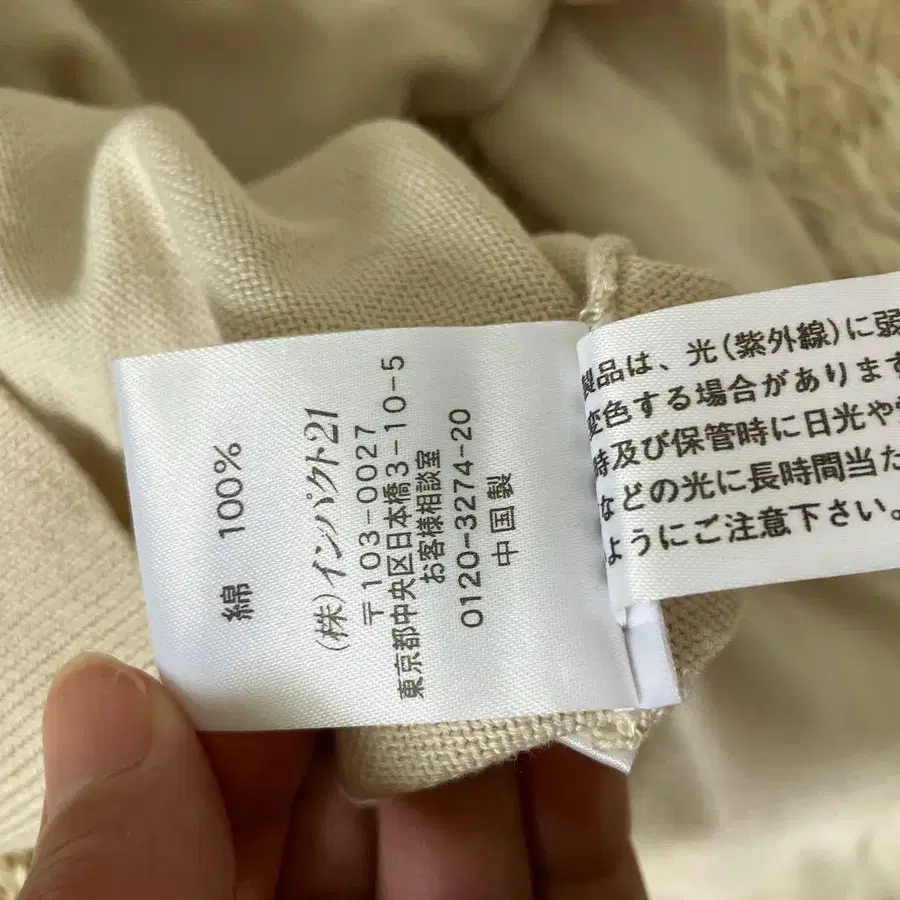 綿 100%
(株)インパクト21
〒103-0027
東京都中央区日本橋3-10-5
お客様相談室
0120-3274-20
中国製
製品は、光(紫外線)に弱
変色する場合があります
時及び保管時に日光や
などの光に長時間当た
ようにご注意下さい。